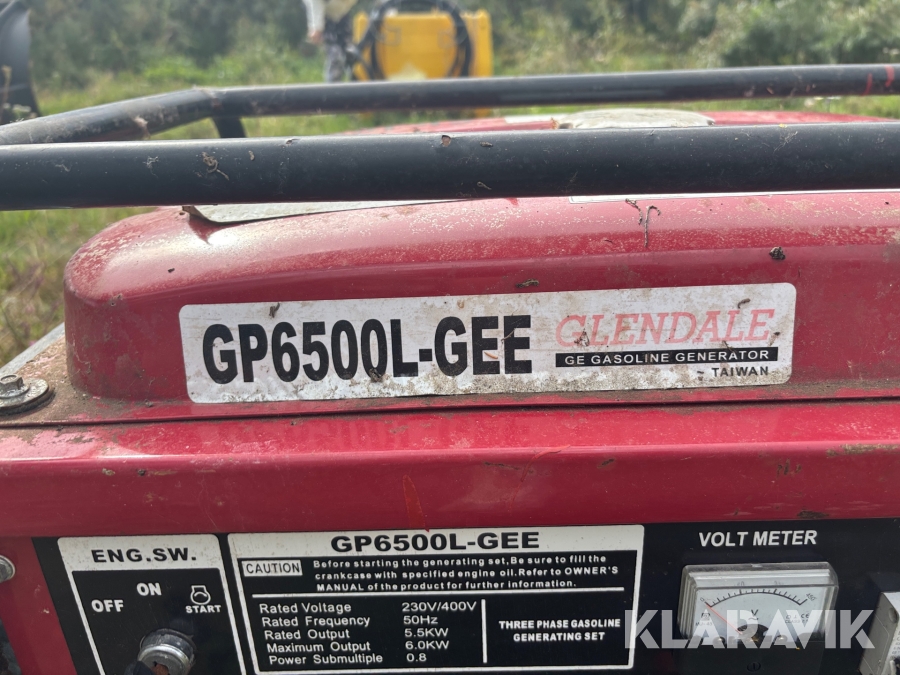 GP6500L-GEE
GLENDALE
GE GASOLINE GENERATOR
TAIWAN
ENG.SW.
OFF
ON
START
GP6500L-GEE
CAUTION
Before starting the generating set, Be sure to fill the
crankcase with specified engine oil. Refer to OWNER'S
MANUAL of the product for further information.
Rated Voltage 230V/400V
Rated Frequency 50Hz
Rated Output 5.5KW
Maximum Output 6.0KW
Power Submultiple 0.8
THREE PHASE GASOLINE
GENERATING SET
VOLT METER
V
KLARAVIK